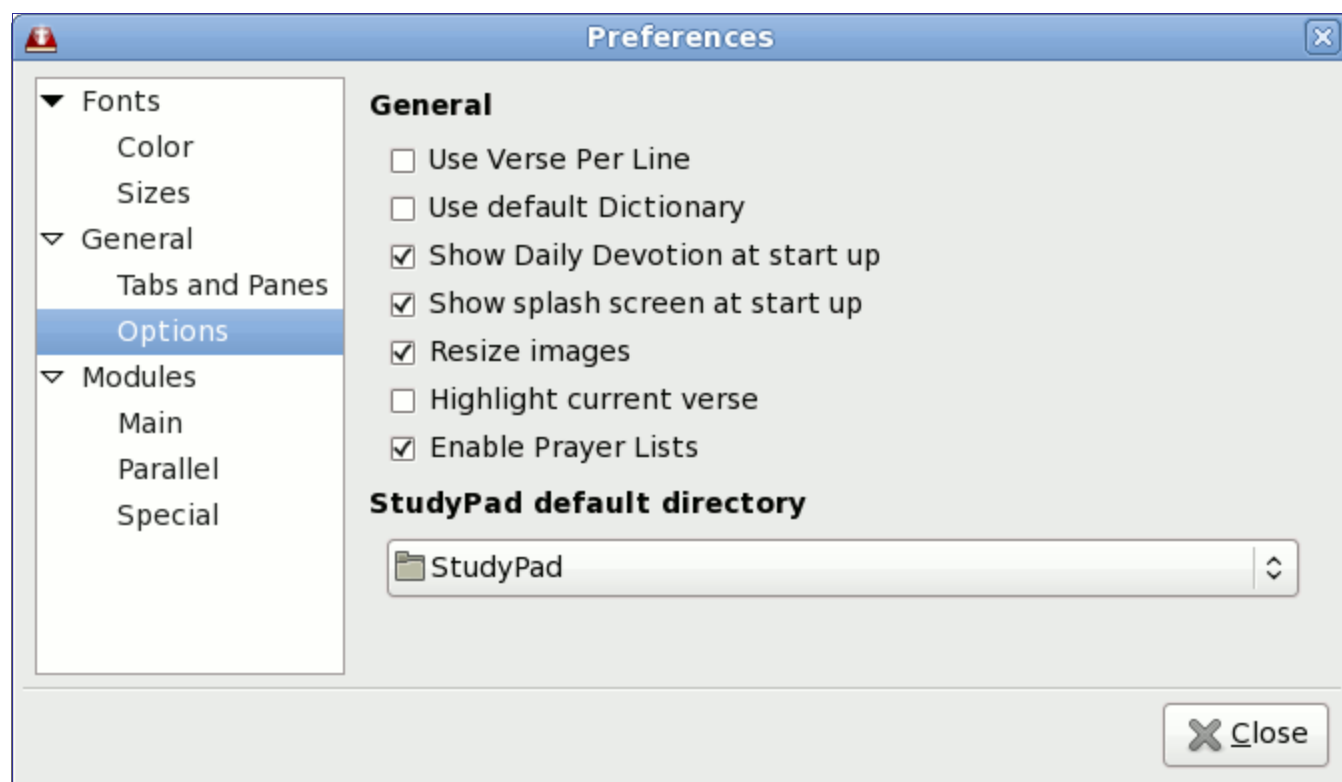 Preferences
Fonts
Color
Sizes
General
Tabs and Panes
Options
Modules
Main
Parallel
Special
General
Use Verse Per Line
Use default Dictionary
Show Daily Devotion at start up
Show splash screen at start up
Resize images
Highlight current verse
Enable Prayer Lists
StudyPad default directory
StudyPad
Close